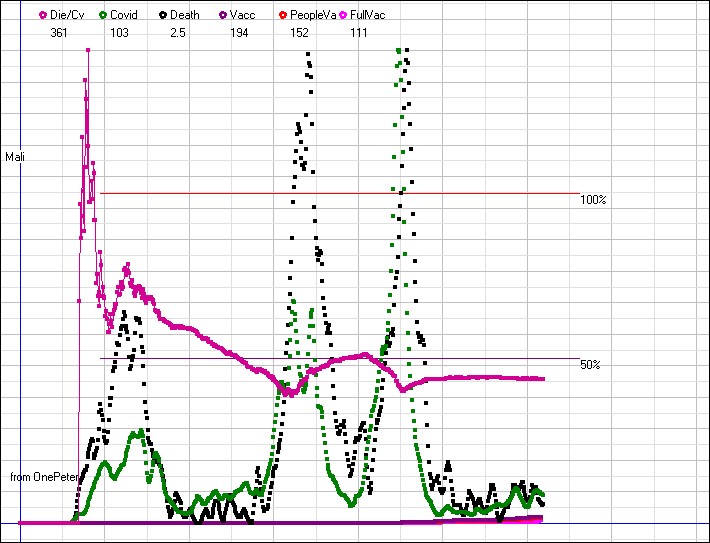 Die/Cv Covid Death Vacc PeopleVa FullVac
361 103 2.5 194 152 111
Mali
100%
50%
from OnePeter